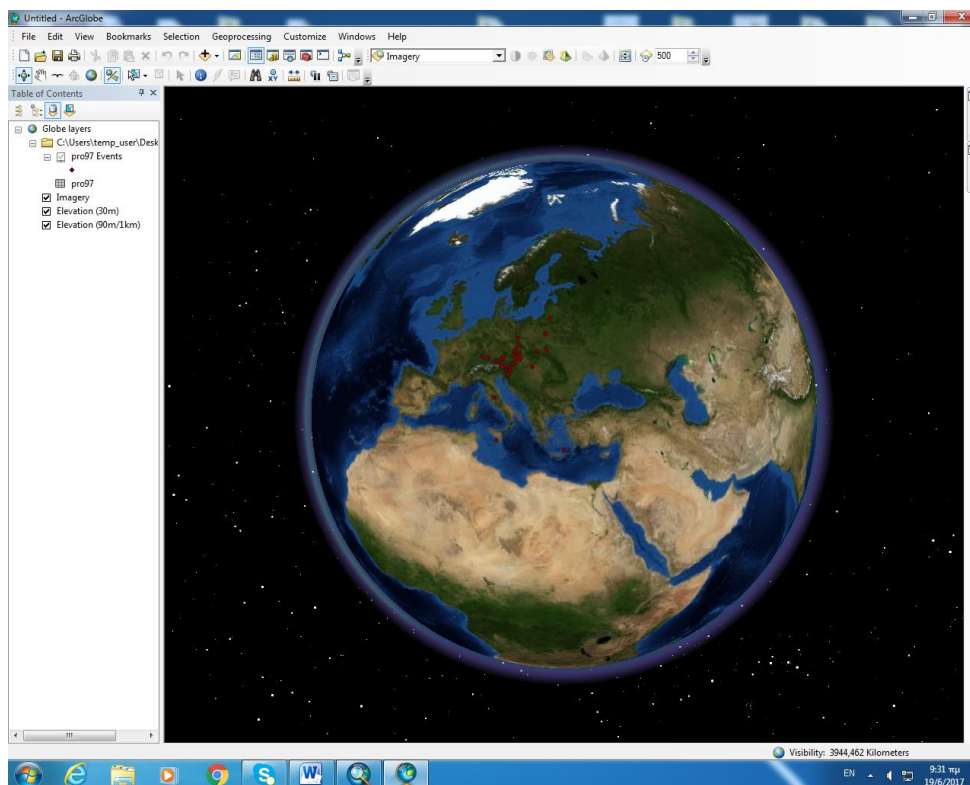 Untitled - ArcGlobe
File Edit View Bookmarks Selection Geoprocessing Customize Windows Help
Imagery
500
Table of Contents
Globe layers
C:\Users\temp_user\Desk
pro97 Events
pro97
Imagery
Elevation (30m)
Elevation (90m/1km)
Visibility: 3944,462 Kilometers
EN
9:31 πμ
19/6/2017